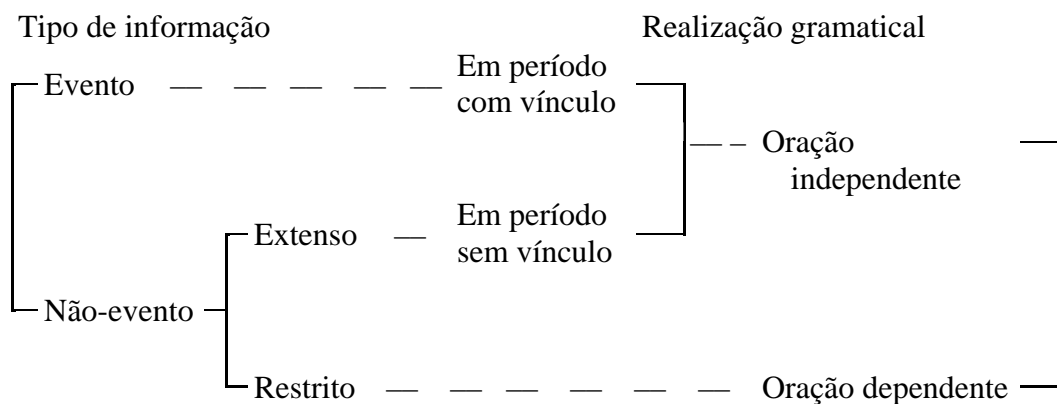 Tipo de informação
Realização gramatical
Evento
Em período
com vínculo
Oração
independente
Extenso
Em período
sem vínculo
Não-evento
Restrito
Oração dependente